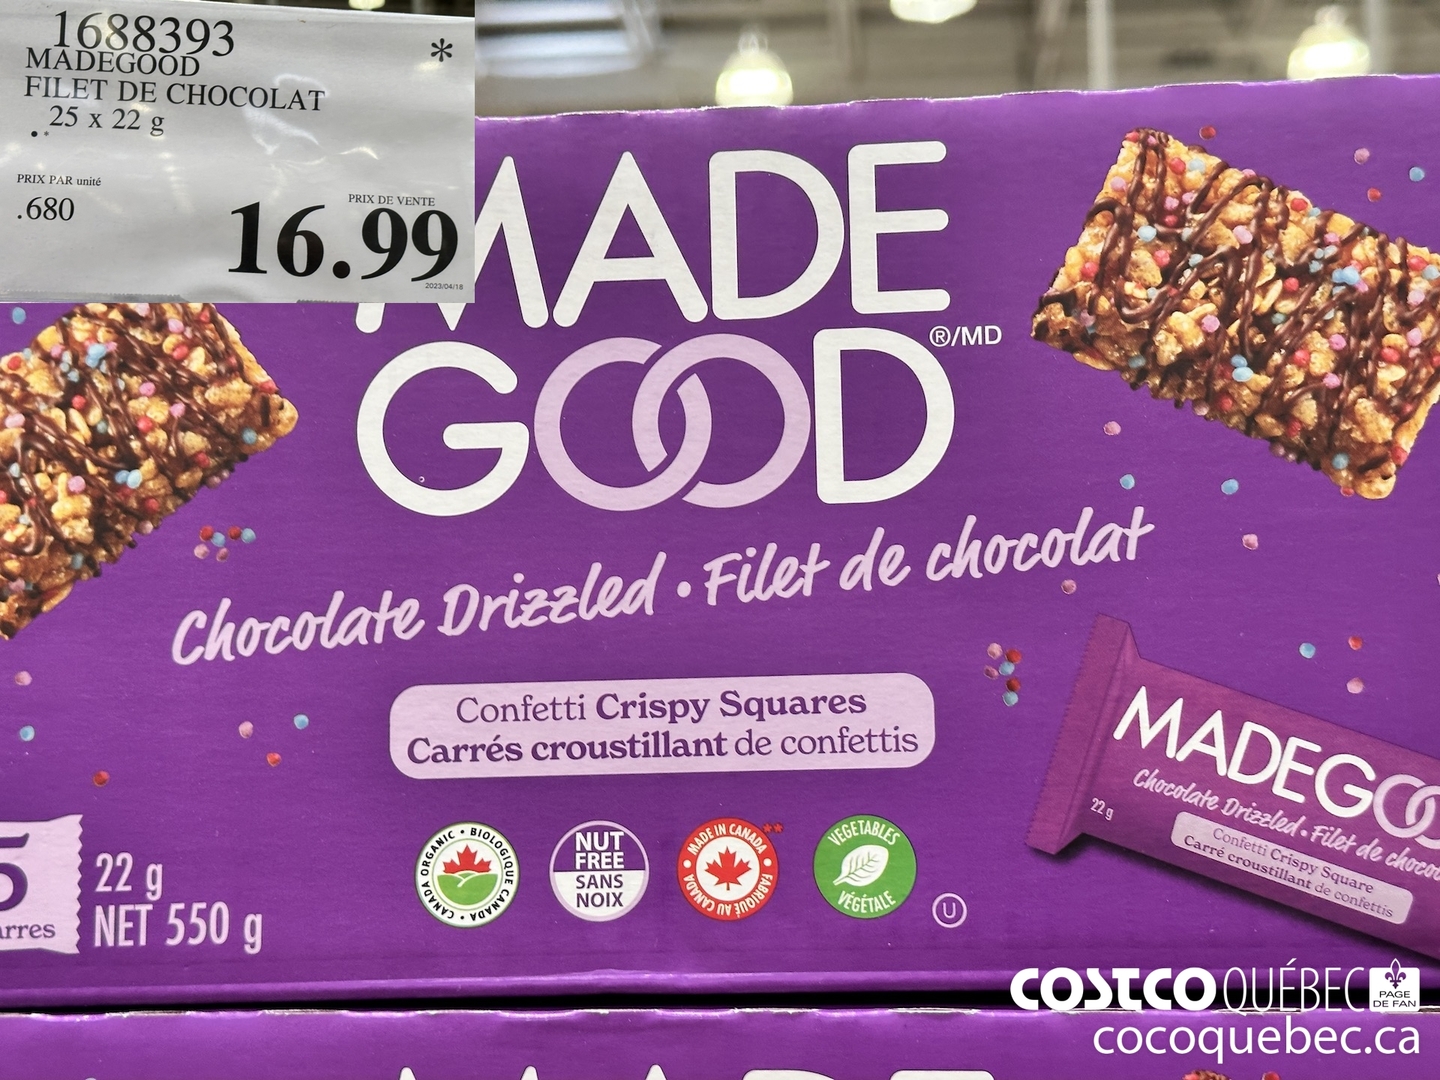 1688393
*
MADEGOOD
FILET DE CHOCOLAT
25 x 22 g
PRIX PAR unité
.680
PRIX DE VENTE
16.99
2023/04/18
MADE
GOOD
®/MD
Chocolate Drizzled • Filet de chocolat
Confetti Crispy Squares
Carrés croustillant de confettis
22 g
NET 550 g
CANADA ORGANIC • BIOLOGIQUE CANADA •
NUT
FREE
SANS
NOIX
MADE IN CANADA**
FABRIQUÉ AU CANADA
VEGETABLES
VÉGÉTALE
U
MADEGOO
Chocolate Drizzled • Filet de chocol
22 g
Confetti Crispy Square
Carré croustillant de confettis
COSTCO QUÉBEC
PAGE
DE FAN
cocoquebec.ca